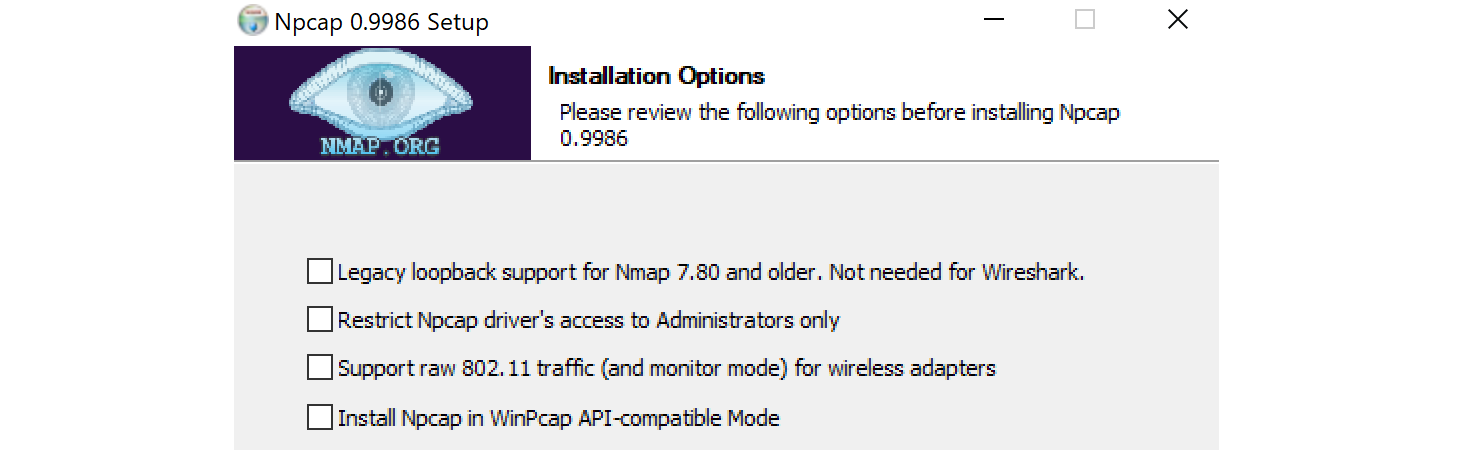 Npcap 0.9986 Setup
NMAP.ORG
Installation Options
Please review the following options before installing Npcap
0.9986
Legacy loopback support for Nmap 7.80 and older. Not needed for Wireshark.
Restrict Npcap driver's access to Administrators only
Support raw 802.11 traffic (and monitor mode) for wireless adapters
Install Npcap in WinPcap API-compatible Mode